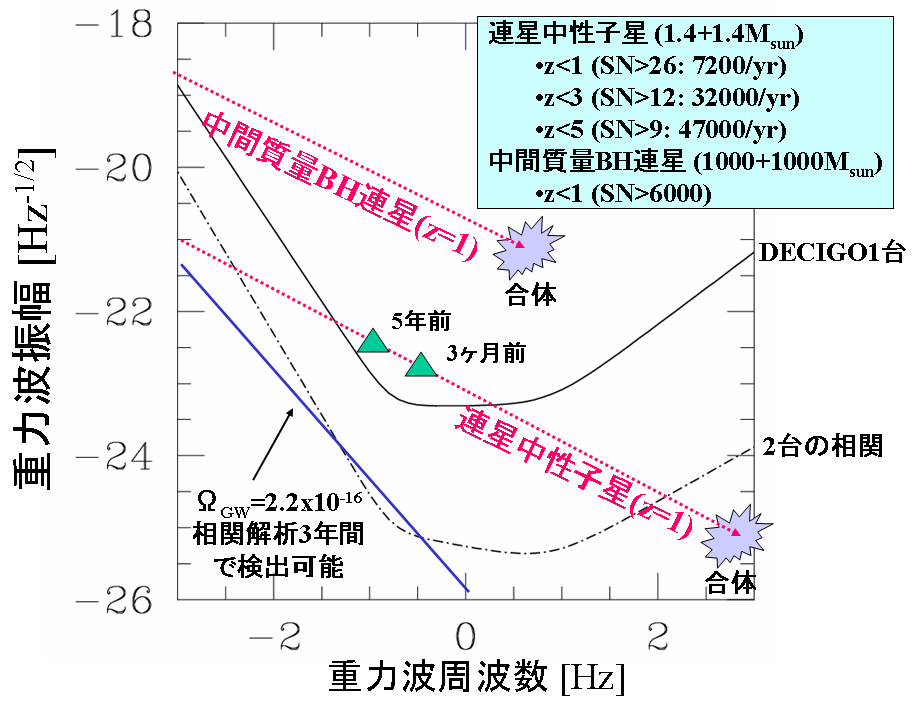 −18
−20
−22
−24
−26
−2
0
2
重力波振幅 [Hz-1/2]
重力波周波数 [Hz]
連星中性子星 (1.4+1.4Msun)
•z<1 (SN>26: 7200/yr)
•z<3 (SN>12: 32000/yr)
•z<5 (SN>9: 47000/yr)
中間質量BH連星 (1000+1000Msun)
•z<1 (SN>6000)
中間質量BH連星(z=1)
合体
DECIGO1台
5年前
3ヶ月前
連星中性子星(z=1)
2台の相関
ΩGW=2.2x10-16
相関解析3年間
で検出可能
合体